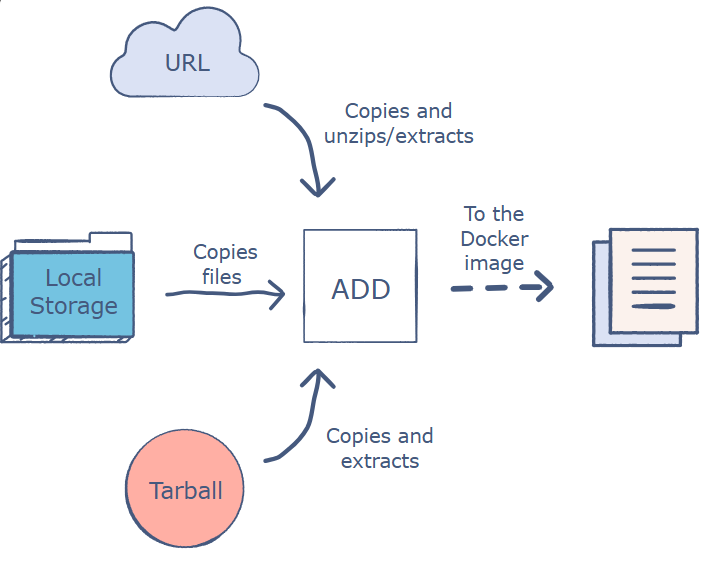 URL
Copies and
unzips/extracts
Local
Storage
Copies
files
ADD
To the
Docker
image
Tarball
Copies and
extracts